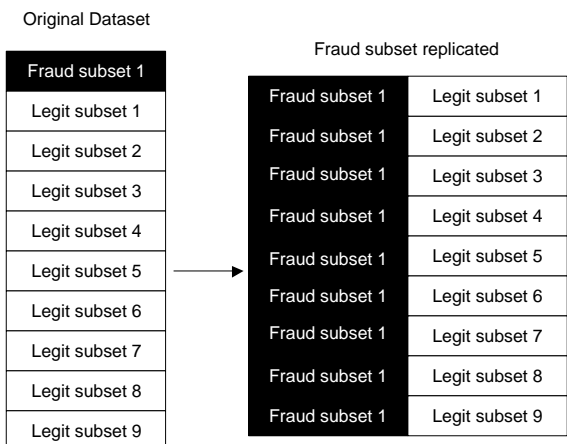 Original Dataset
Fraud subset 1
Legit subset 1
Legit subset 2
Legit subset 3
Legit subset 4
Legit subset 5
Legit subset 6
Legit subset 7
Legit subset 8
Legit subset 9
Fraud subset replicated
Fraud subset 1 Legit subset 1
Fraud subset 1 Legit subset 2
Fraud subset 1 Legit subset 3
Fraud subset 1 Legit subset 4
Fraud subset 1 Legit subset 5
Fraud subset 1 Legit subset 6
Fraud subset 1 Legit subset 7
Fraud subset 1 Legit subset 8
Fraud subset 1 Legit subset 9